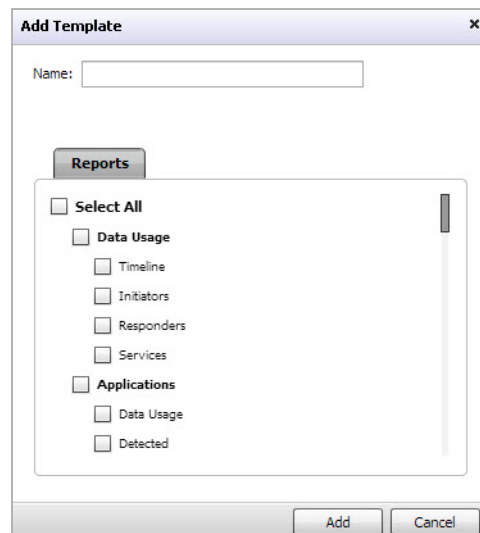 Add Template
Name:
Reports
Select All
Data Usage
Timeline
Initiators
Responders
Services
Applications
Data Usage
Detected
Add Cancel